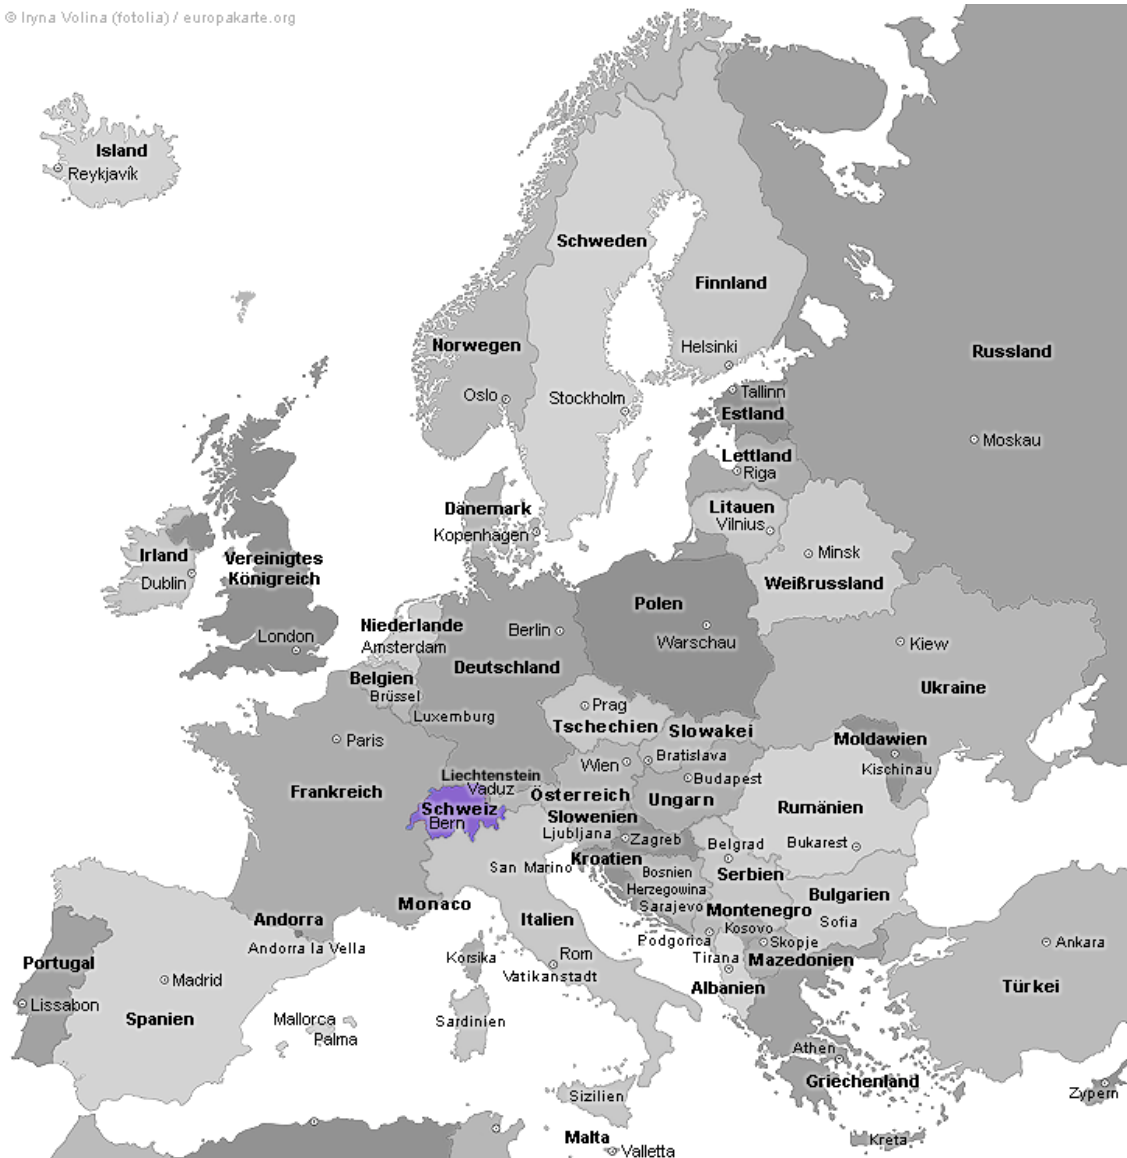 © Iryna Volina (fotolia) / europakarte.org
Island
Reykjavík
Schweden
Finnland
Norwegen
Helsinki
Russland
Oslo
Stockholm
Tallinn
Estland
Moskau
Lettland
Riga
Dänemark
Kopenhagen
Litauen
Vilnius
Irland
Dublin
Vereinigtes
Königreich
Minsk
Weißrussland
London
Niederlande
Amsterdam
Berlin
Polen
Warschau
Deutschland
Kiew
Belgien
Brüssel
Luxemburg
Ukraine
Prag
Tschechien
Slowakei
Paris
Moldawien
Kischinau
Wien
Bratislava
Liechtenstein
Vaduz
Budapest
Frankreich
Österreich
Ungarn
Schweiz
Bern
Rumänien
Slowenien
Ljubljana
Zagreb
Belgrad
Bukarest
San Marino
Kroatien
Bosnien
Herzegowina
Sarajevo
Serbien
Bulgarien
Monaco
Montenegro
Kosovo
Sofia
Andorra
Andorra la Vella
Italien
Podgorica
Skopje
Ankara
Korsika
Rom
Vatikanstadt
Tirana
Mazedonien
Portugal
Madrid
Lissabon
Albanien
Türkei
Spanien
Mallorca
Palma
Sardinien
Athen
Griechenland
Sizilien
Zypern
Malta
Valletta
Kreta